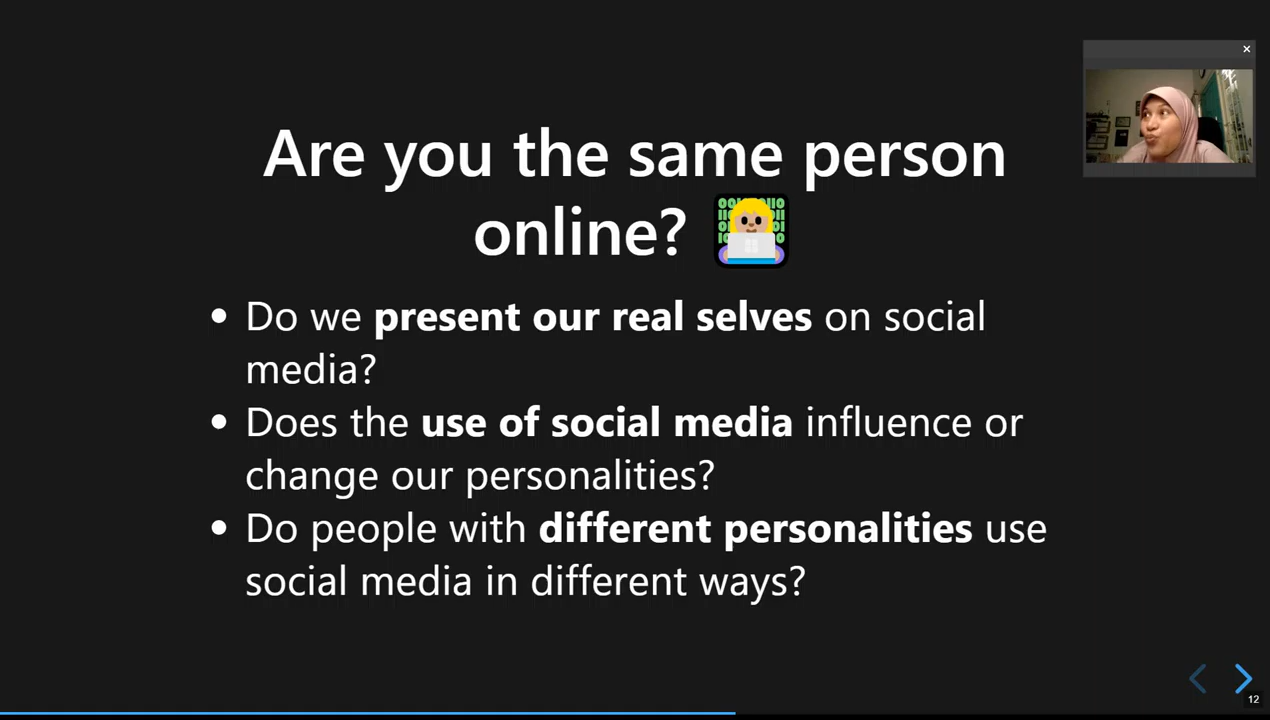 Are you the same person
online?
• Do we present our real selves on social
media?
• Does the use of social media influence or
change our personalities?
• Do people with different personalities use
social media in different ways?
12